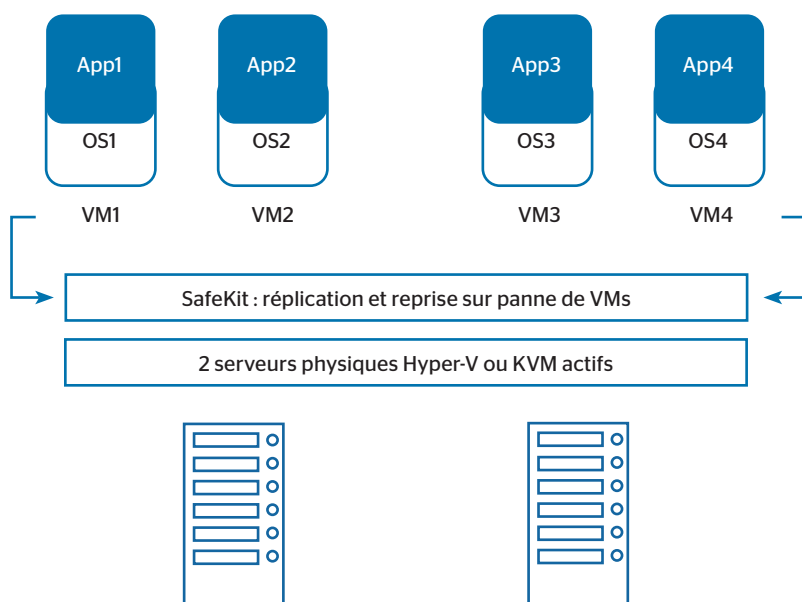 App1
App2
App3
App4
OS1
OS2
OS3
OS4
VM1
VM2
VM3
VM4
SafeKit : réplication et reprise sur panne de VMs
2 serveurs physiques Hyper-V ou KVM actifs